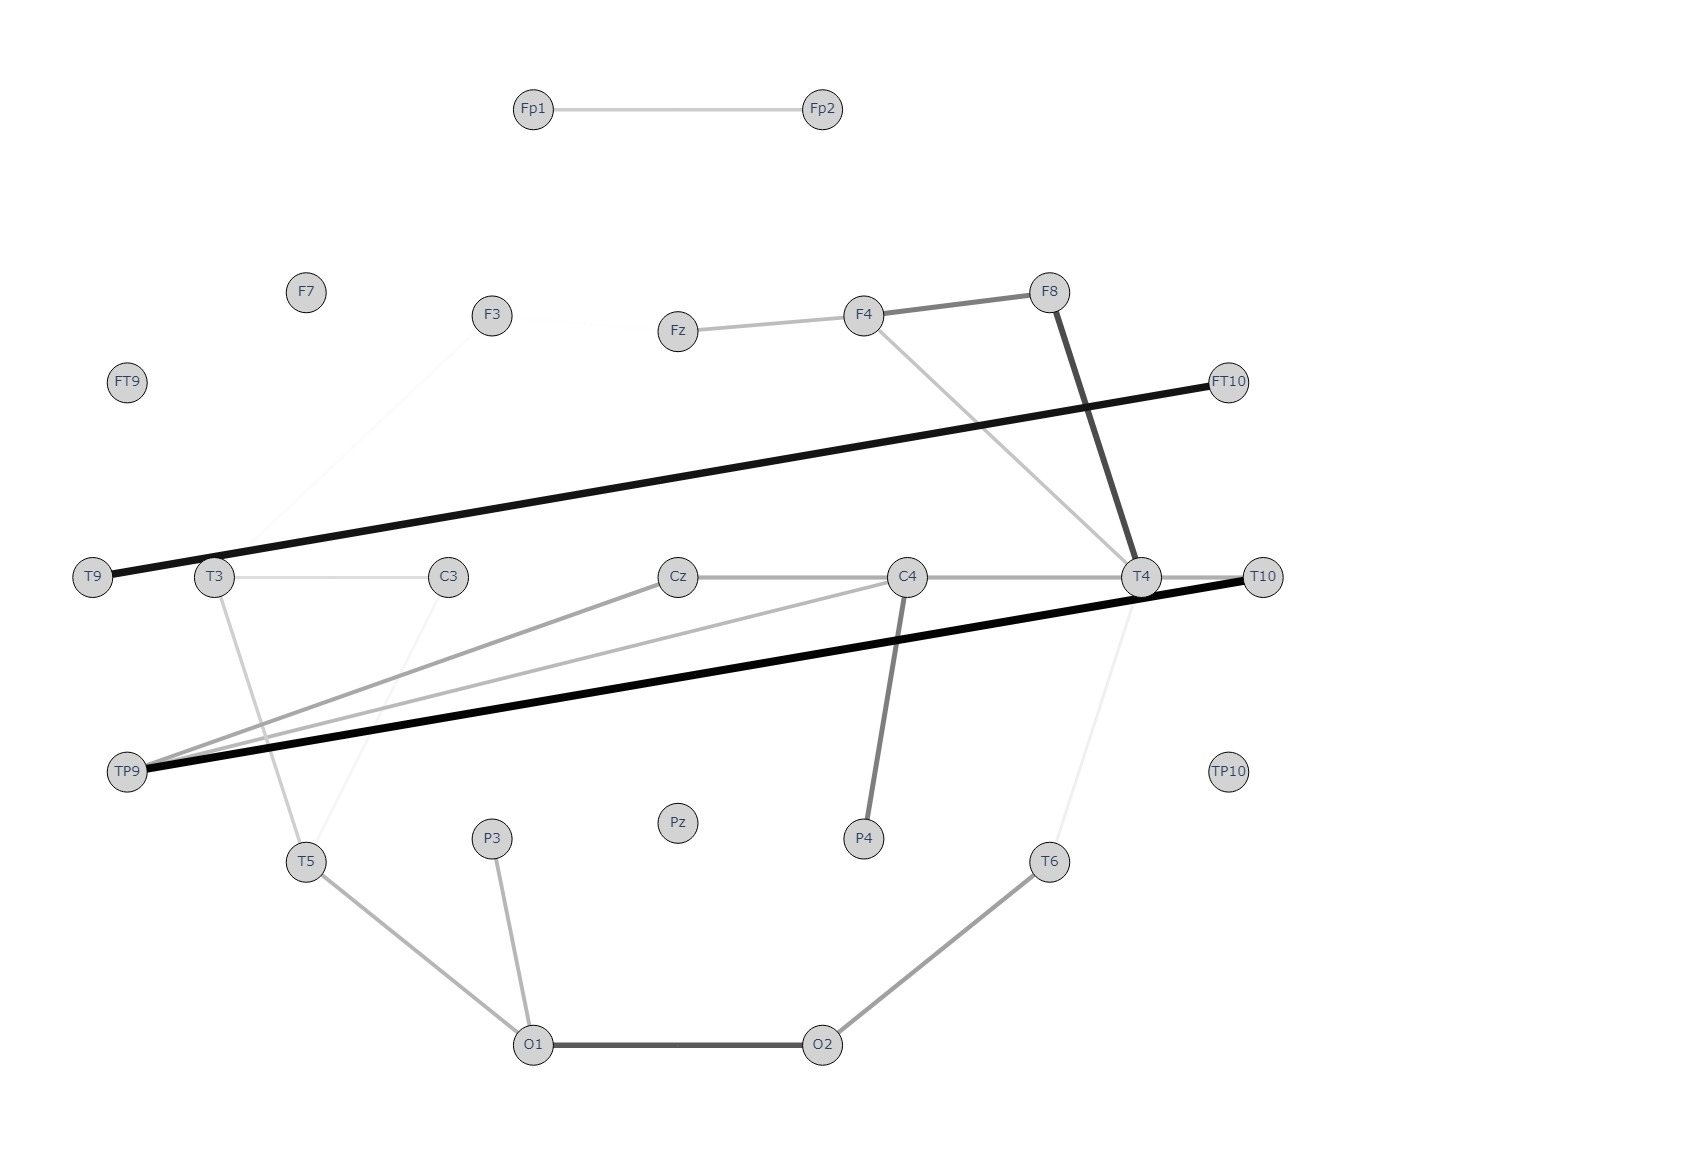 Fp1 Fp2
F7 F3 Fz F4 F8
FT9 FT10
T9 T3 C3 Cz C4 T4 T10
TP9 TP10
T5 P3 Pz P4 T6
O1 O2